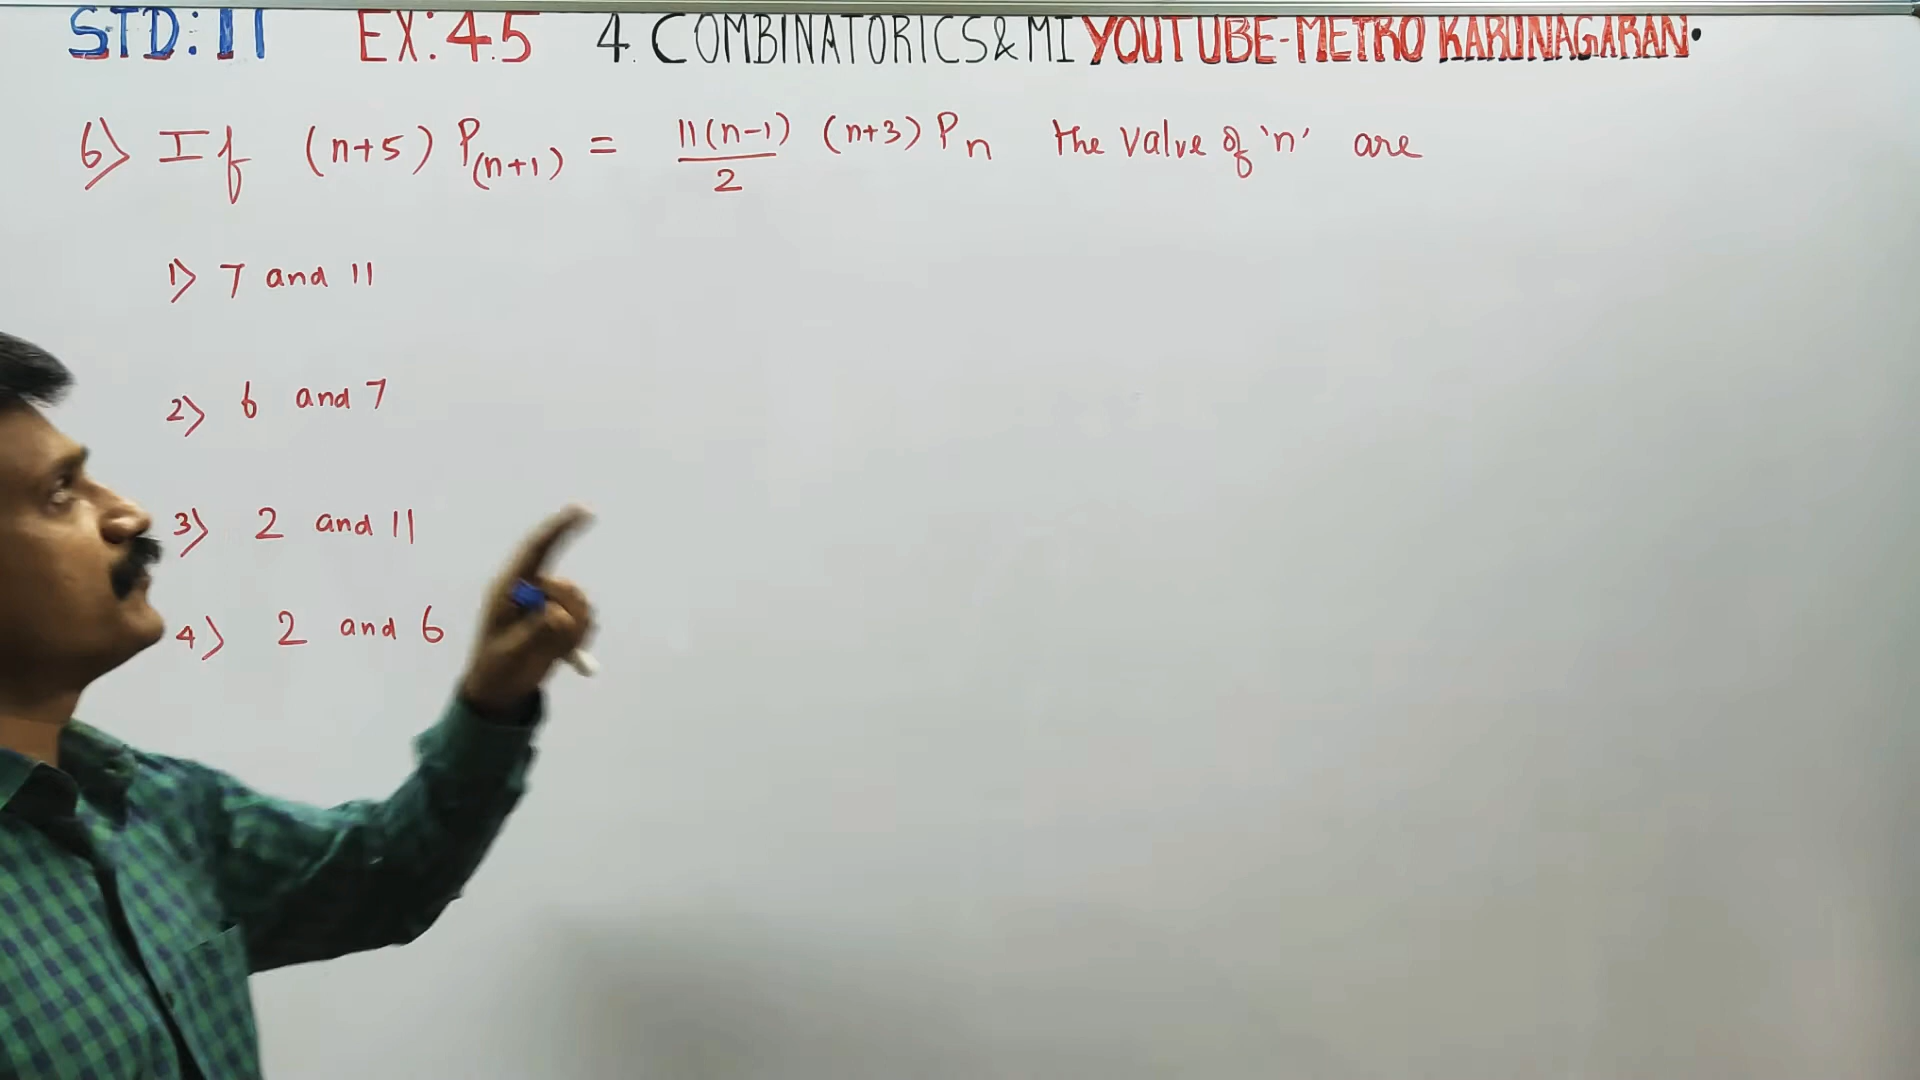 STD:11 EX:4.5 4. COMBINATORICS & MI YOUTUBE-METRO KARUNAGARAN.
6) If (n+5) P(n+1) = 11(n-1)/2 (n+3) Pn the value of 'n' are
1) 7 and 11
2) 6 and 7
3) 2 and 11
4) 2 and 6